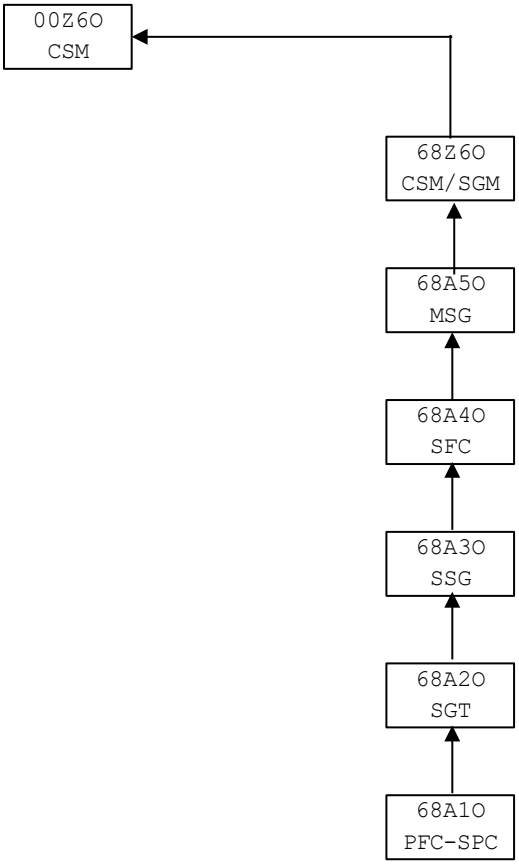 00Z6O
CSM
68Z6O
CSM/SGM
68A5O
MSG
68A4O
SFC
68A3O
SSG
68A2O
SGT
68A1O
PFC-SPC